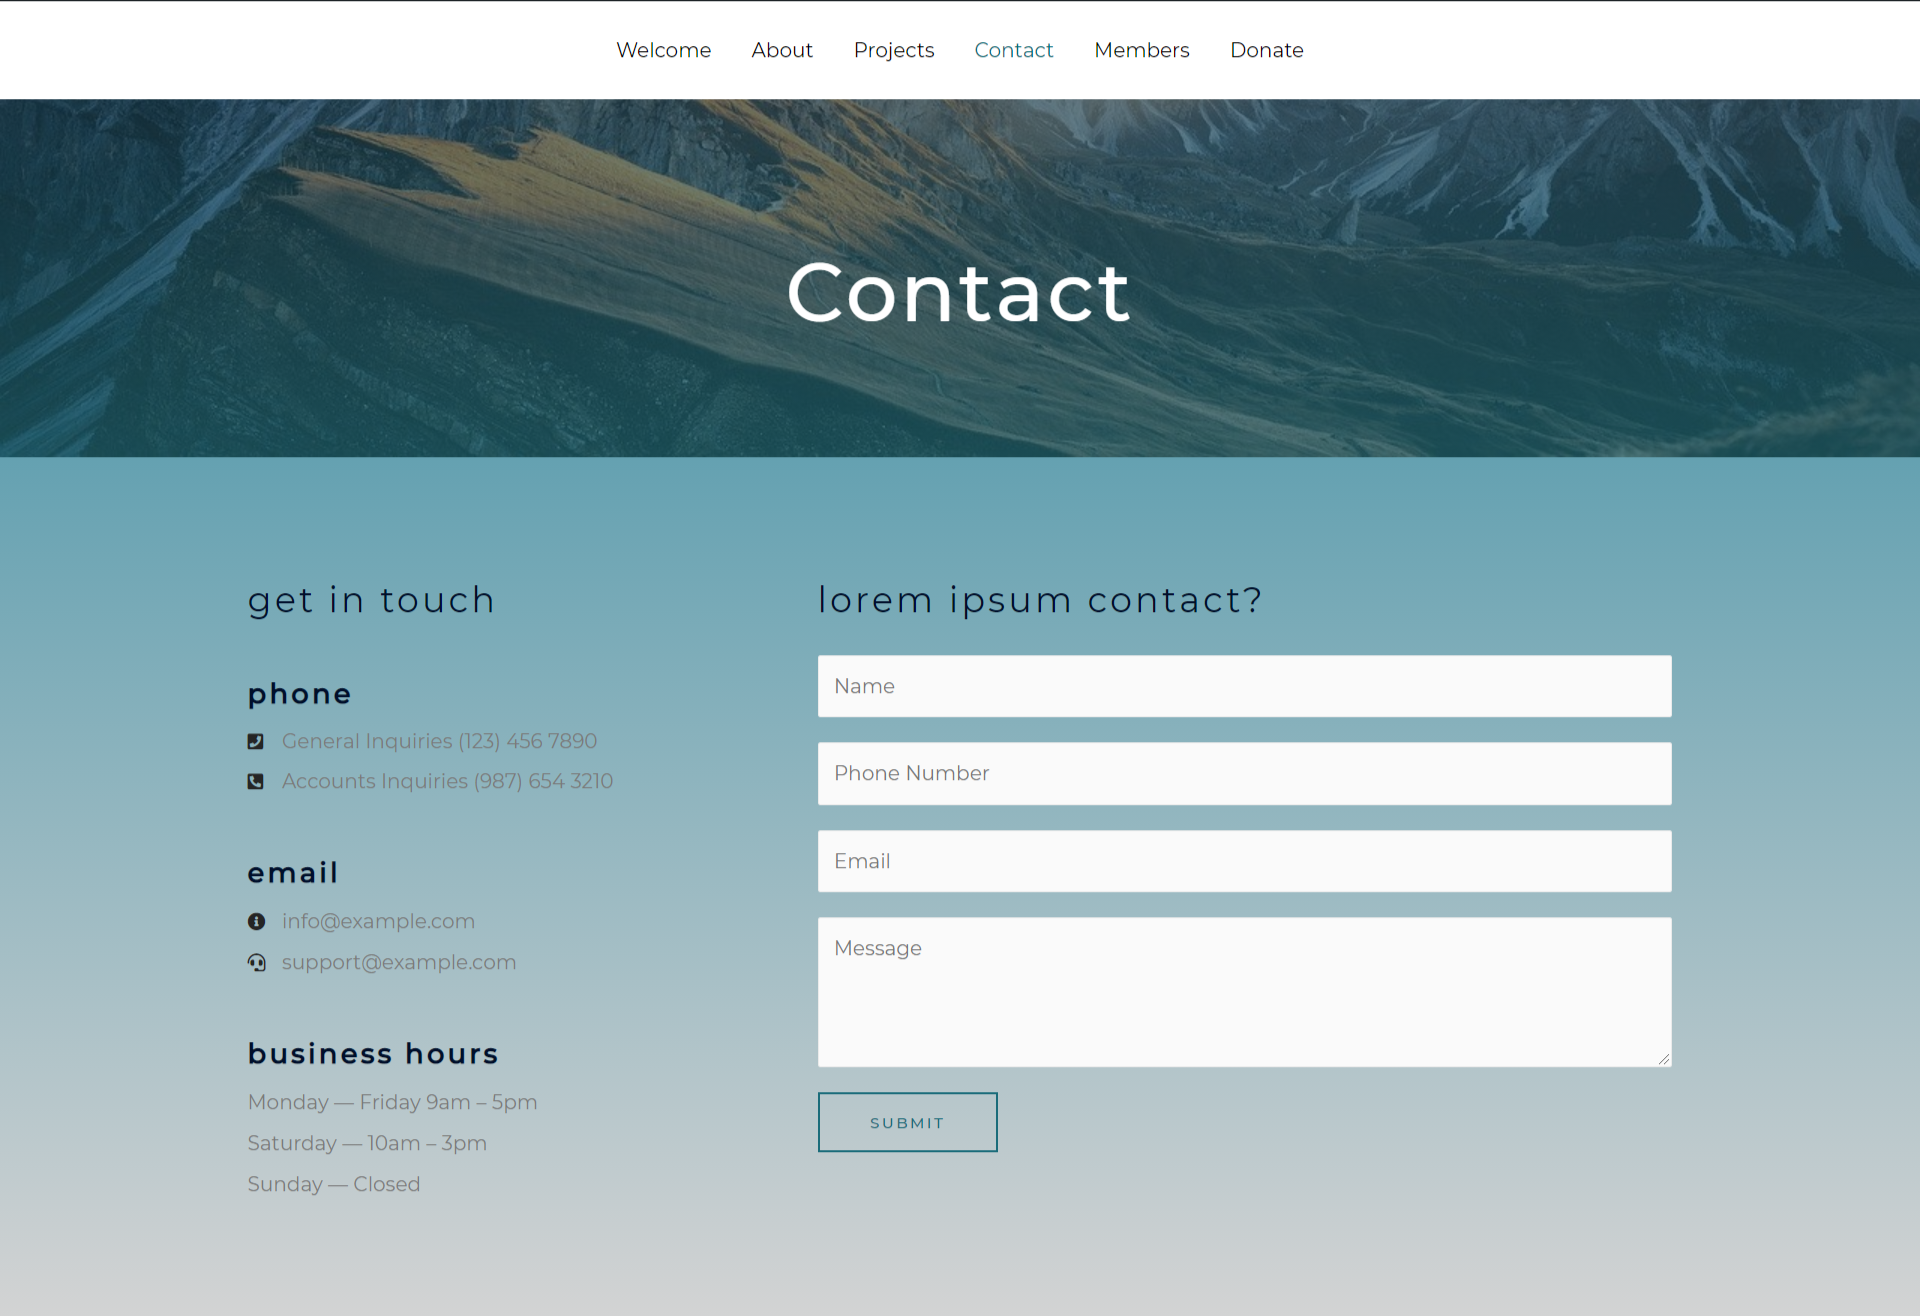 Welcome About Projects Contact Members Donate
Contact
get in touch
phone
General Inquiries (123) 456 7890
Accounts Inquiries (987) 654 3210
email
info@example.com
support@example.com
business hours
Monday — Friday 9am – 5pm
Saturday — 10am – 3pm
Sunday — Closed
lorem ipsum contact?
Name
Phone Number
Email
Message
SUBMIT